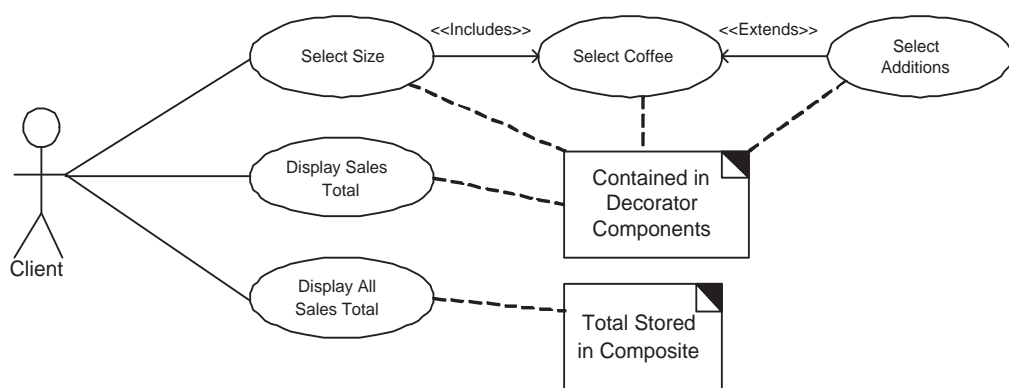 <<Includes>>
<<Extends>>
Select Size
Select Coffee
Select
Additions
Display Sales
Total
Contained in
Decorator
Components
Client
Display All
Sales Total
Total Stored
in Composite